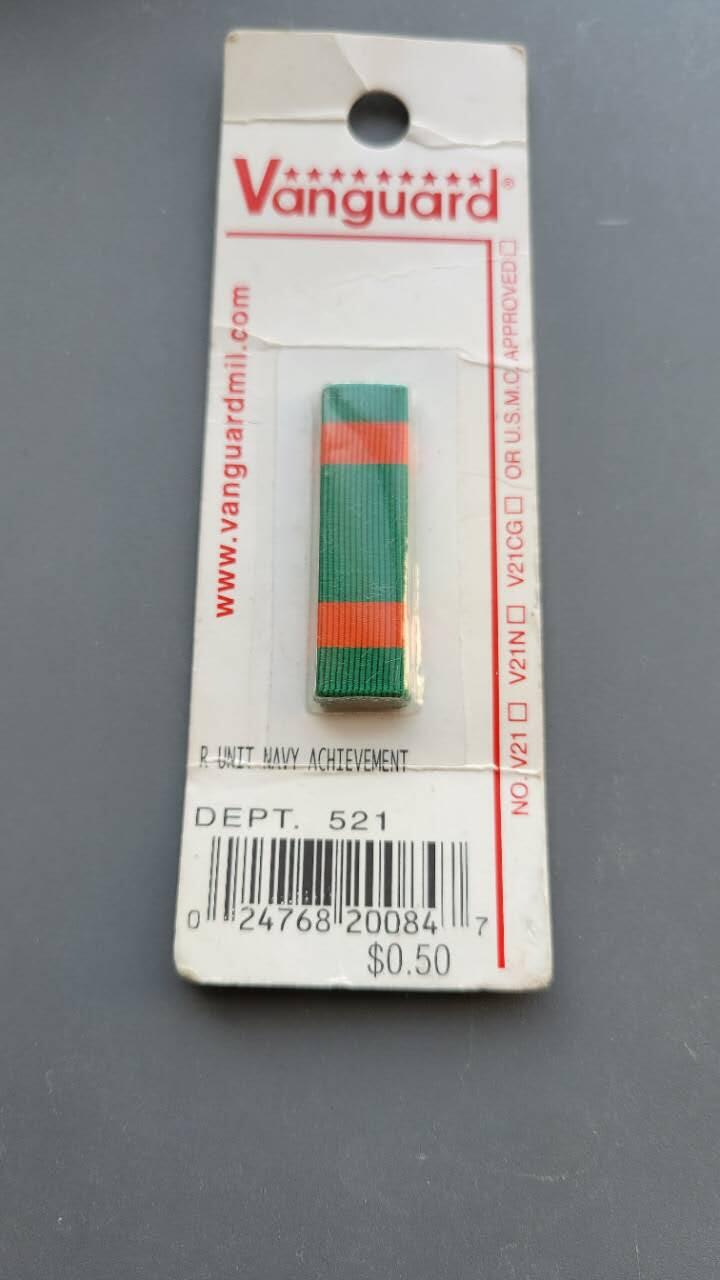 Vanguard®
www.vanguardmil.com
NO. V21 □ V21N □ V21CG □ OR U.S.M.C. APPROVED □
R UNIT NAVY ACHIEVEMENT
DEPT. 521
0 24768 20084 7
$0.50